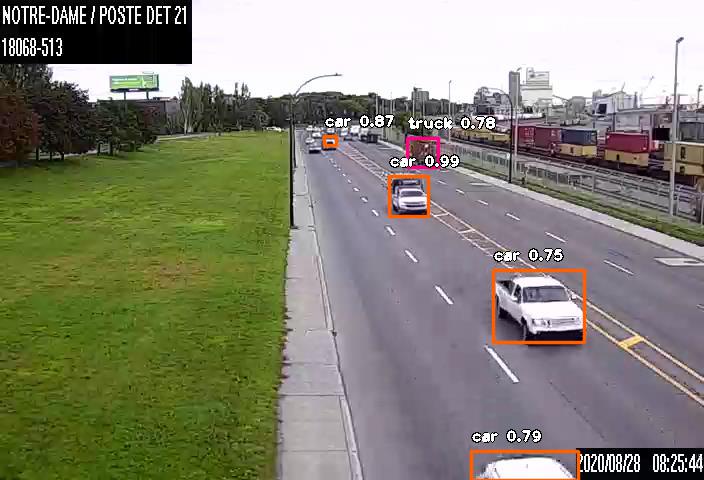 NOTRE-DAME / POSTE DET 21
18068-513
car 0.87
truck 0.78
car 0.99
car 0.75
car 0.79
2020/08/28 08:25:44